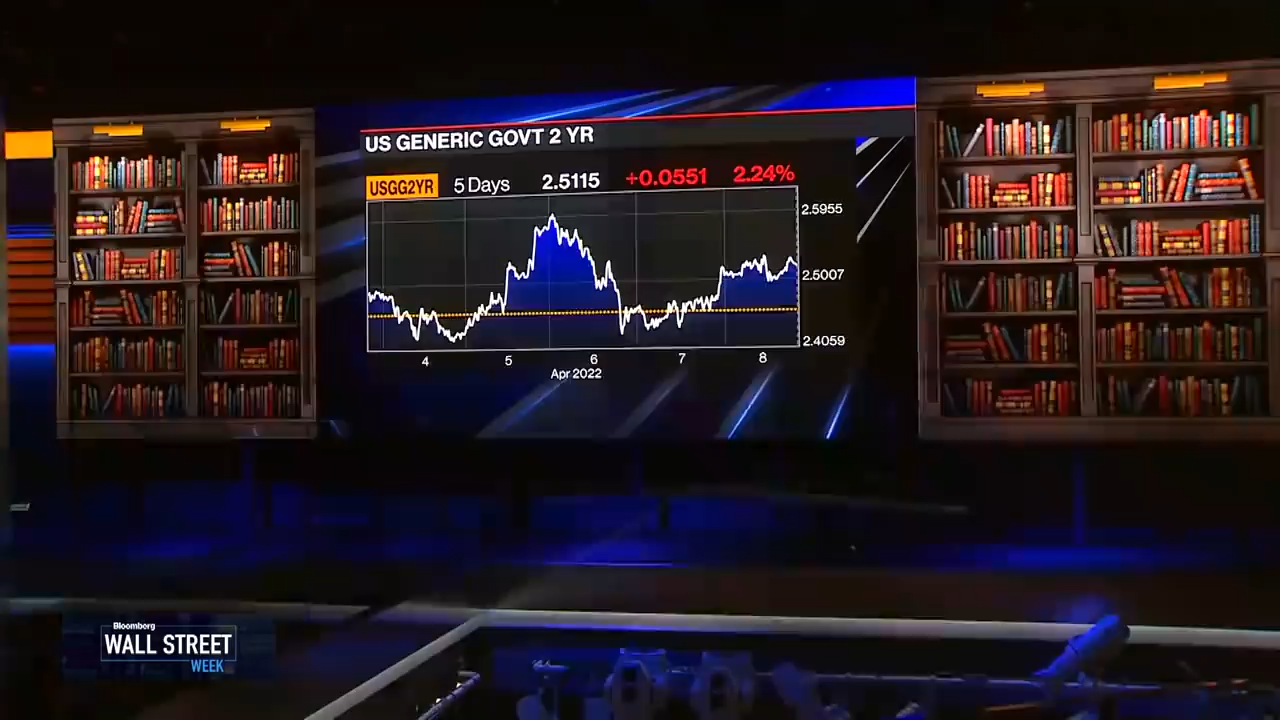 US GENERIC GOVT 2 YR
USGG2YR 5 Days 2.5115 +0.0551 2.24%
2.5955
2.5007
2.4059
4 5 6 7 8
Apr 2022
Bloomberg
WALL STREET
WEEK